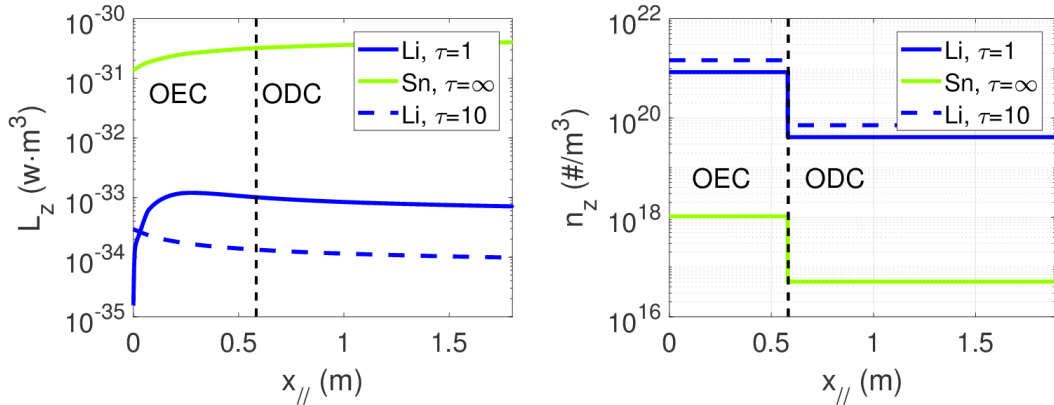 10^-30
10^-31
10^-32
10^-33
10^-34
10^-35
L_z (w·m^3)
OEC
ODC
Li, τ=1
Sn, τ=∞
Li, τ=10
0
0.5
1
1.5
x_// (m)
10^22
10^20
10^18
10^16
n_z (#/m^3)
Li, τ=1
Sn, τ=∞
Li, τ=10
OEC
ODC
0
0.5
1
1.5
x_// (m)